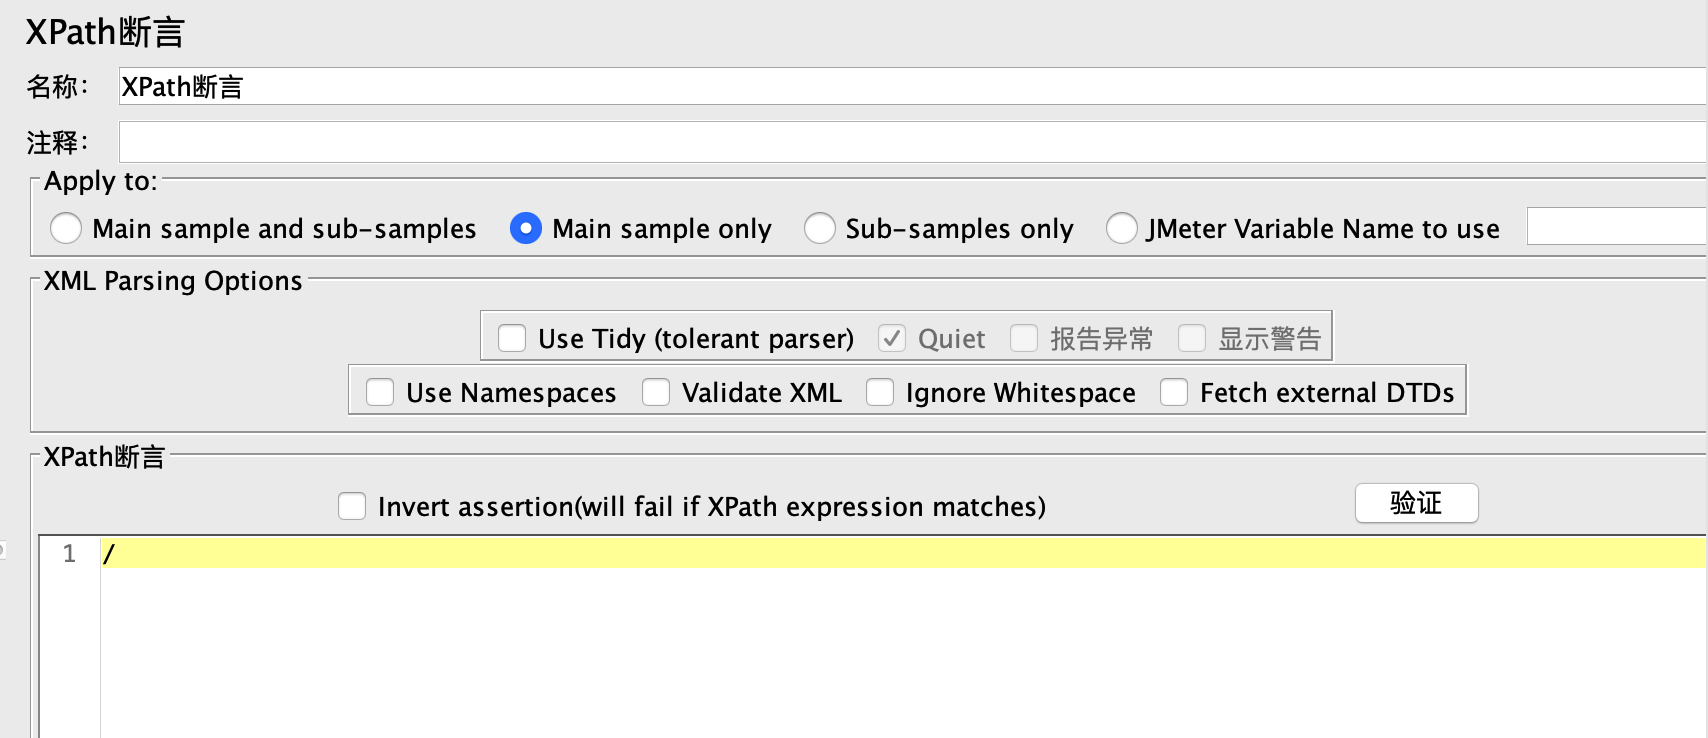 XPath断言
名称： XPath断言
注释：
Apply to:
Main sample and sub-samples Main sample only Sub-samples only JMeter Variable Name to use
XML Parsing Options
Use Tidy (tolerant parser) Quiet 报告异常 显示警告
Use Namespaces Validate XML Ignore Whitespace Fetch external DTDs
XPath断言
Invert assertion(will fail if XPath expression matches) 验证
1 /